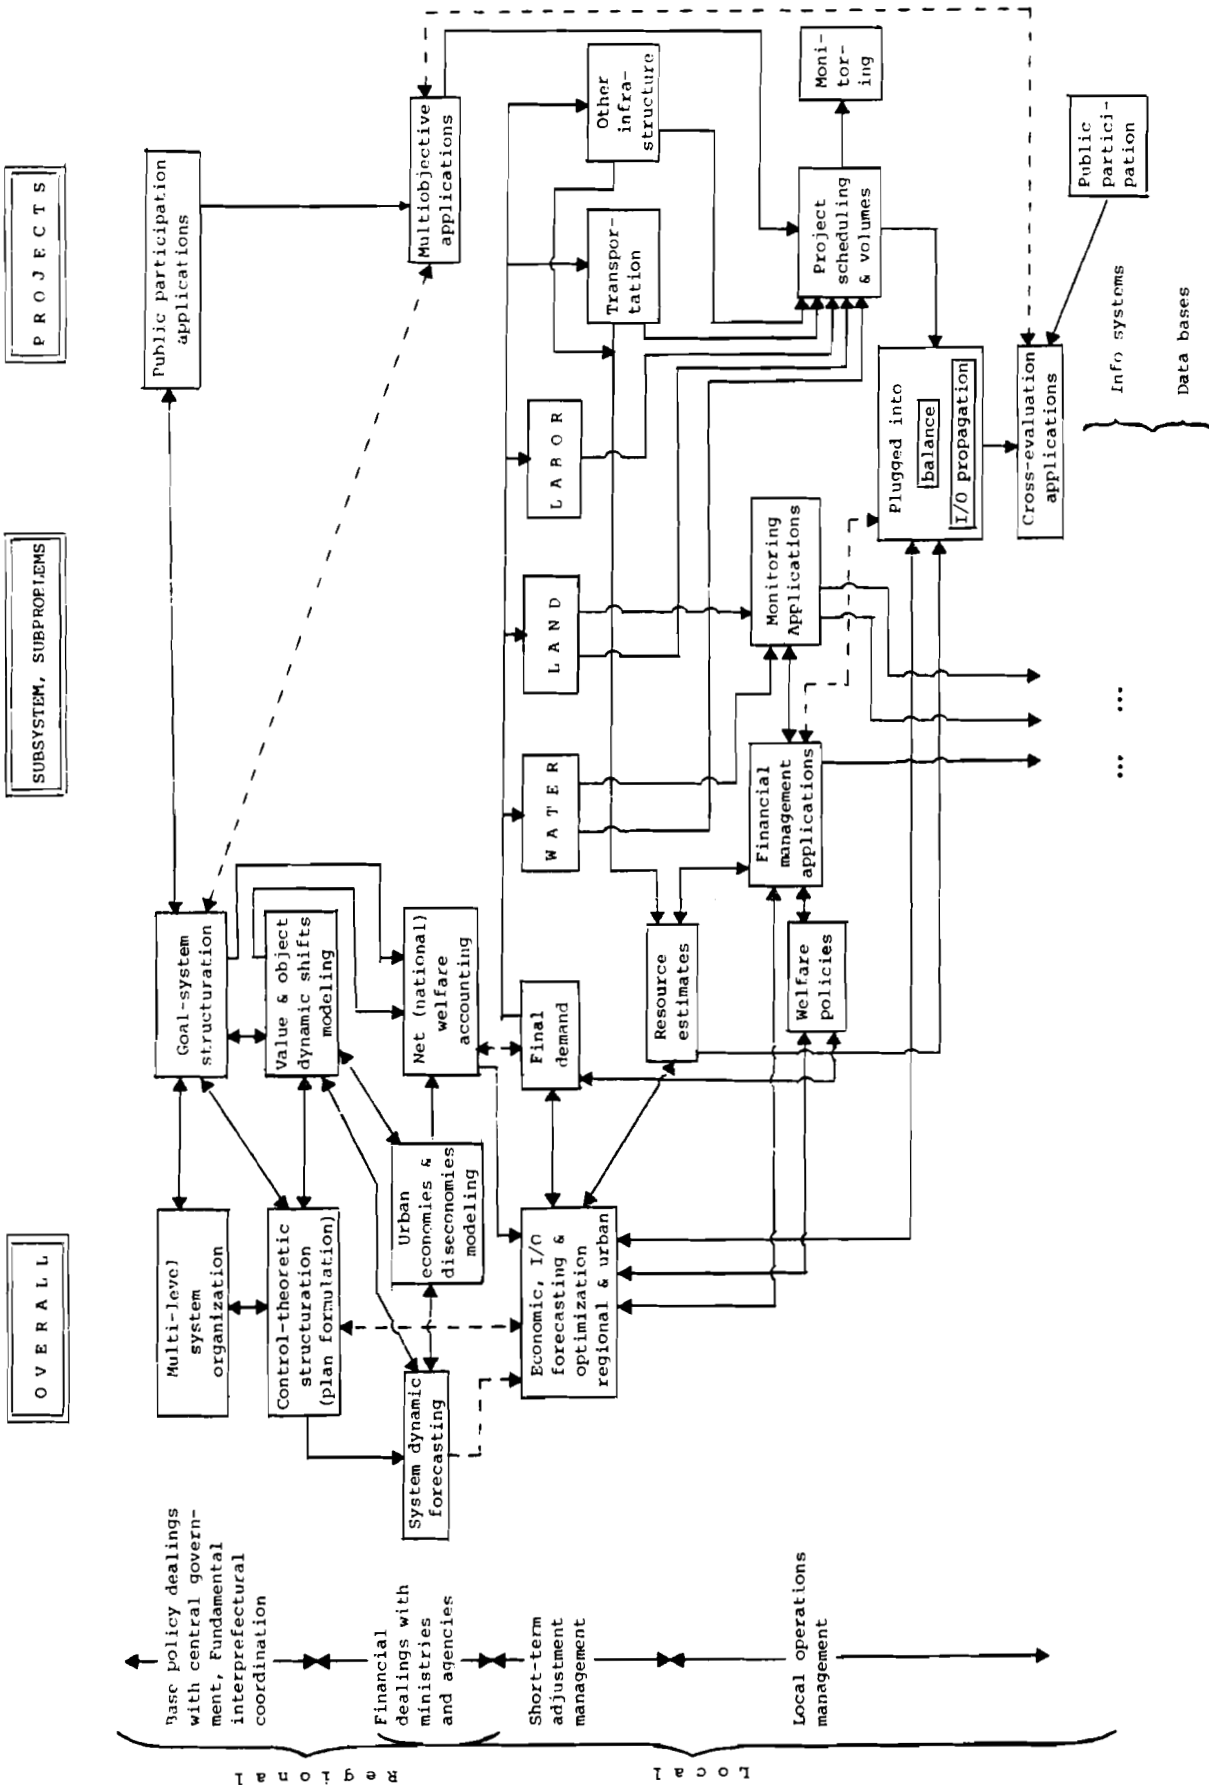 O V E R A L L
SUBSYSTEM, SUBPROBLEMS
P R O J E C T S
Regional
Local
Base policy dealings
with central govern-
ment, Fundamental
interprefectural
coordination
Financial
dealings with
ministries
and agencies
Short-term
adjustment
management
Local operations
management
Multi-level
system
organization
Goal-system
structuration
Public participation
applications
Control-theoretic
structuration
(plan formulation)
Value & object
dynamic shifts
modeling
System dynamic
forecasting
Urban
economies &
diseconomies
modeling
Net (national)
welfare
accounting
Multiobjective
applications
Economic, I/O
forecasting &
optimization
regional & urban
Final
demand
W A T E R
L A N D
L A B O R
Transpor-
tation
Other
infra-
structure
Resource
estimates
Welfare
policies
Financial
management
applications
Monitoring
Applications
Project
scheduling
& volumes
Moni-
tor-
ing
Plugged into
balance
I/O propagation
Cross-evaluation
applications
Public
partici-
pation
Info systems
Data bases
...
...